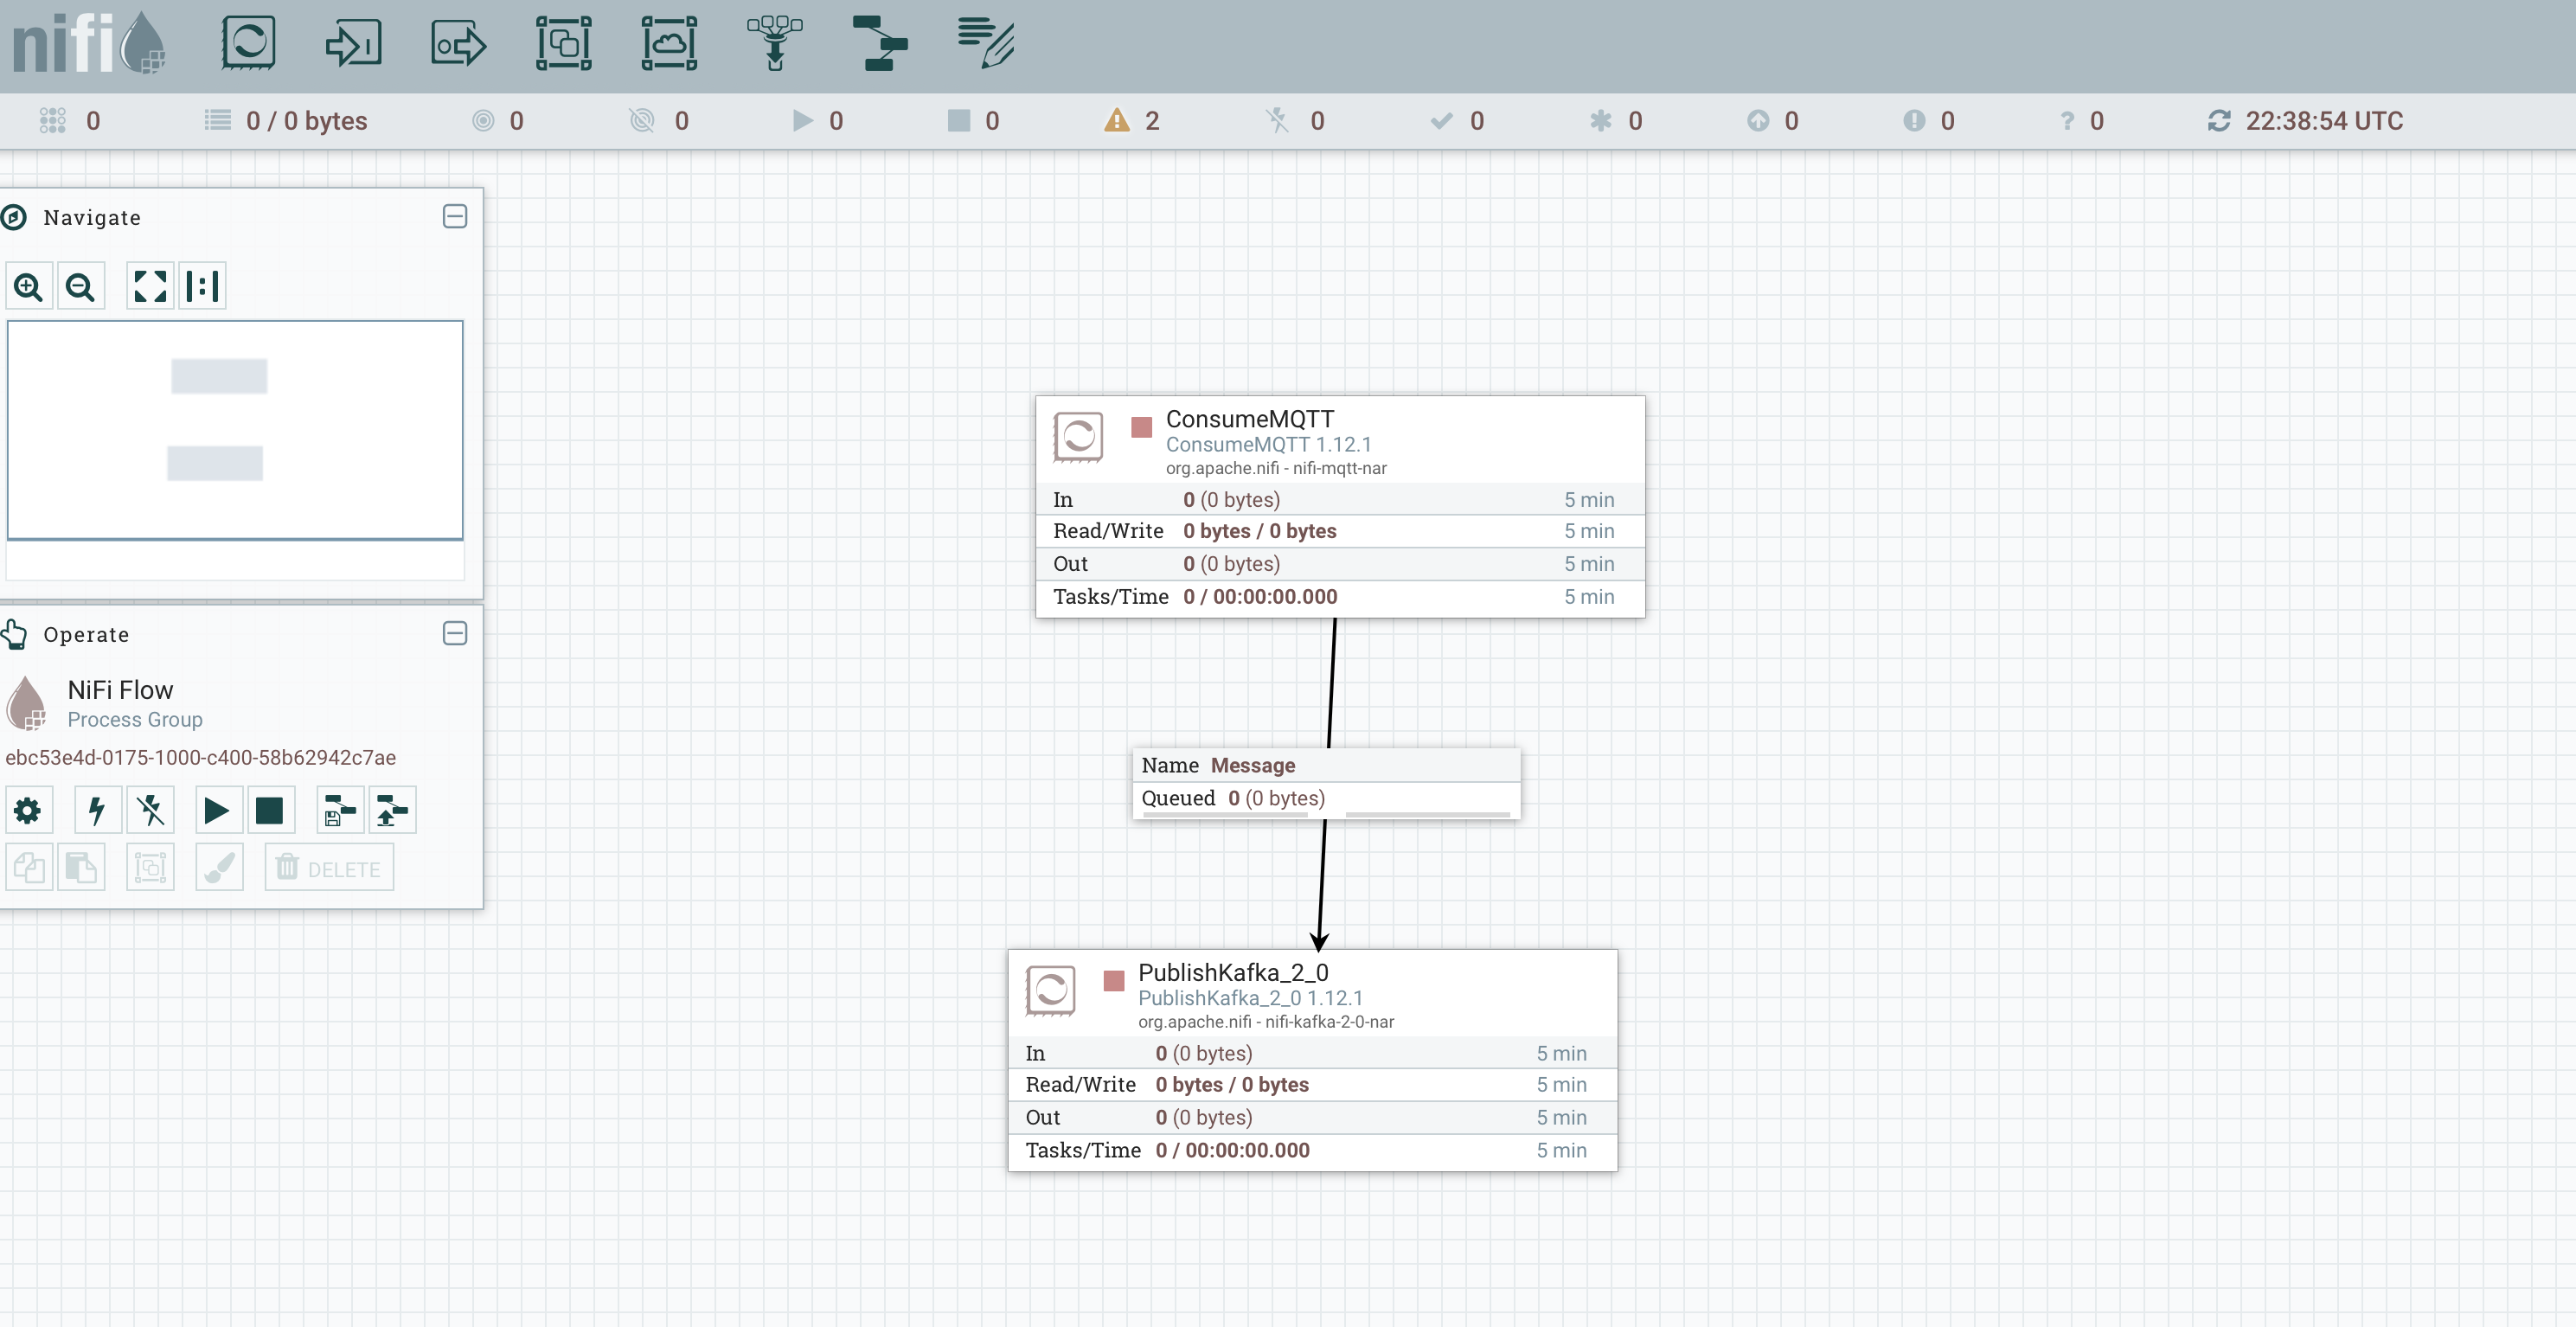 nifi
0
0 / 0 bytes
0
0
0
0
2
0
0
0
0
0
? 0
22:38:54 UTC
Navigate
Operate
NiFi Flow
Process Group
ebc53e4d-0175-1000-c400-58b62942c7ae
DELETE
ConsumeMQTT
ConsumeMQTT 1.12.1
org.apache.nifi - nifi-mqtt-nar
In 0 (0 bytes) 5 min
Read/Write 0 bytes / 0 bytes 5 min
Out 0 (0 bytes) 5 min
Tasks/Time 0 / 00:00:00.000 5 min
Name Message
Queued 0 (0 bytes)
PublishKafka_2_0
PublishKafka_2_0 1.12.1
org.apache.nifi - nifi-kafka-2-0-nar
In 0 (0 bytes) 5 min
Read/Write 0 bytes / 0 bytes 5 min
Out 0 (0 bytes) 5 min
Tasks/Time 0 / 00:00:00.000 5 min